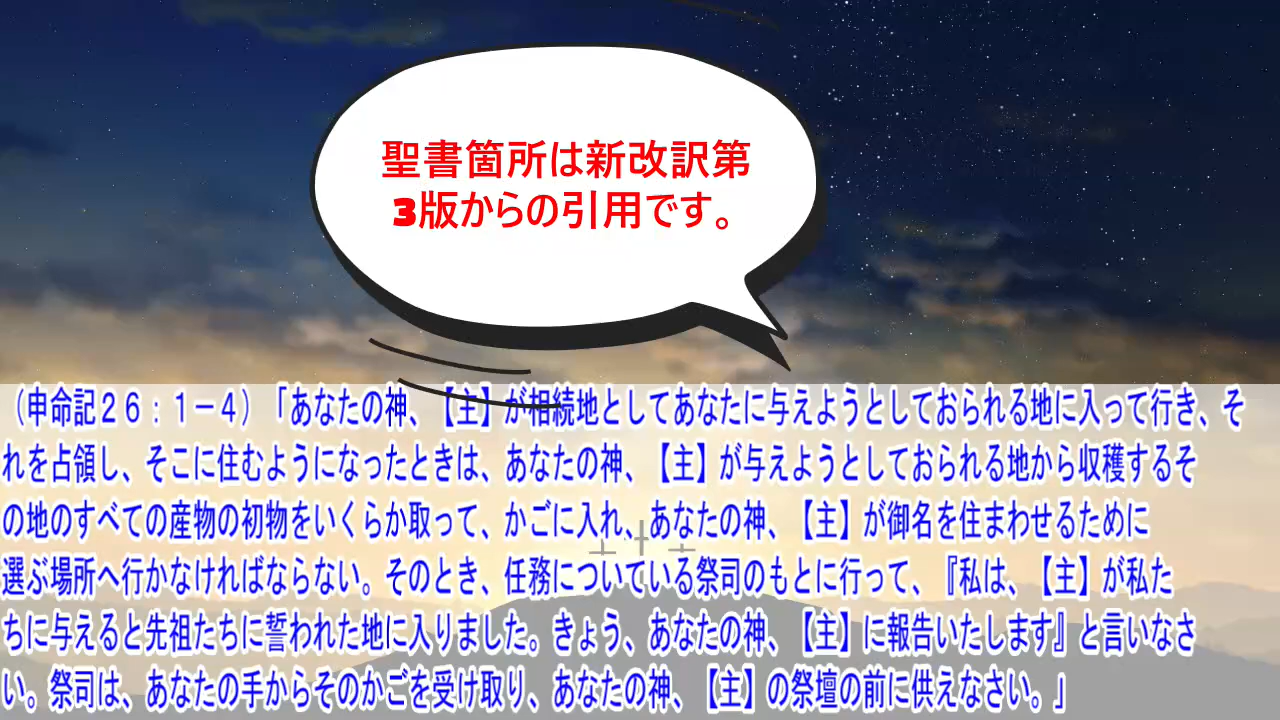 聖書箇所は新改訳第
3版からの引用です。
（申命記２６：１－４）「あなたの神、【主】が相続地としてあなたに与えようとしておられる地に入って行き、そ
れを占領し、そこに住むようになったときは、あなたの神、【主】が与えようとしておられる地から収穫するそ
の地のすべての産物の初物をいくらか取って、かごに入れ、あなたの神、【主】が御名を住まわせるために
選ぶ場所へ行かなければならない。そのとき、任務についている祭司のもとに行って、『私は、【主】が私た
ちに与えると先祖たちに誓われた地に入りました。きょう、あなたの神、【主】に報告いたします』と言いなさ
い。祭司は、あなたの手からそのかごを受け取り、あなたの神、【主】の祭壇の前に供えなさい。」